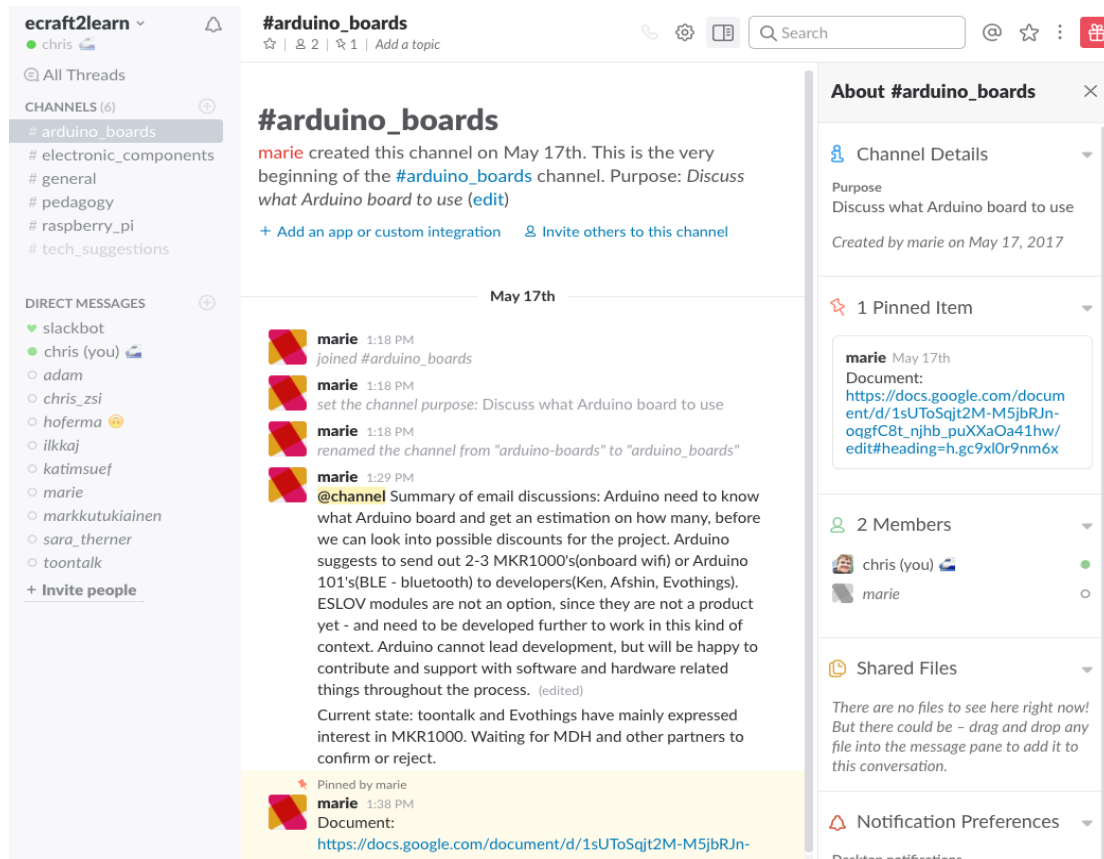 ecraft2learn
chris
All Threads
CHANNELS (6)
# arduino_boards
# electronic_components
# general
# pedagogy
# raspberry_pi
# tech_suggestions
DIRECT MESSAGES
slackbot
chris (you)
adam
chris_zsi
hoferma
ilkkaj
katimsuef
marie
markkutukiainen
sara_therner
toontalk
+ Invite people
#arduino_boards
2 | 1 | Add a topic
Search
@
#arduino_boards
marie created this channel on May 17th. This is the very
beginning of the #arduino_boards channel. Purpose: Discuss
what Arduino board to use (edit)
+ Add an app or custom integration
Invite others to this channel
May 17th
marie 1:18 PM
joined #arduino_boards
marie 1:18 PM
set the channel purpose: Discuss what Arduino board to use
marie 1:18 PM
renamed the channel from "arduino-boards" to "arduino_boards"
marie 1:29 PM
@channel Summary of email discussions: Arduino need to know
what Arduino board and get an estimation on how many, before
we can look into possible discounts for the project. Arduino
suggests to send out 2-3 MKR1000's(onboard wifi) or Arduino
101's(BLE - bluetooth) to developers(Ken, Afshin, Evothings).
ESLOV modules are not an option, since they are not a product
yet - and need to be developed further to work in this kind of
context. Arduino cannot lead development, but will be happy to
contribute and support with software and hardware related
things throughout the process. (edited)
Current state: toontalk and Evothings have mainly expressed
interest in MKR1000. Waiting for MDH and other partners to
confirm or reject.
Pinned by marie
marie 1:38 PM
Document:
https://docs.google.com/document/d/1sUToSqjt2M-M5jbRJn-
About #arduino_boards
Channel Details
Purpose
Discuss what Arduino board to use
Created by marie on May 17, 2017
1 Pinned Item
marie May 17th
Document:
https://docs.google.com/docum
ent/d/1sUToSqjt2M-M5jbRJn-
oqgfC8t_njhb_puXXaOa41hw/
edit#heading=h.gc9xl0r9nm6x
2 Members
chris (you)
marie
Shared Files
There are no files to see here right now!
But there could be – drag and drop any
file into the message pane to add it to
this conversation.
Notification Preferences
Desktop notifications